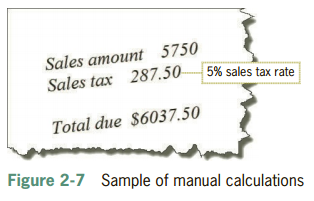 Sales amount 5750
Sales tax 287.50
5% sales tax rate
Total due $6037.50
Figure 2-7 Sample of manual calculations